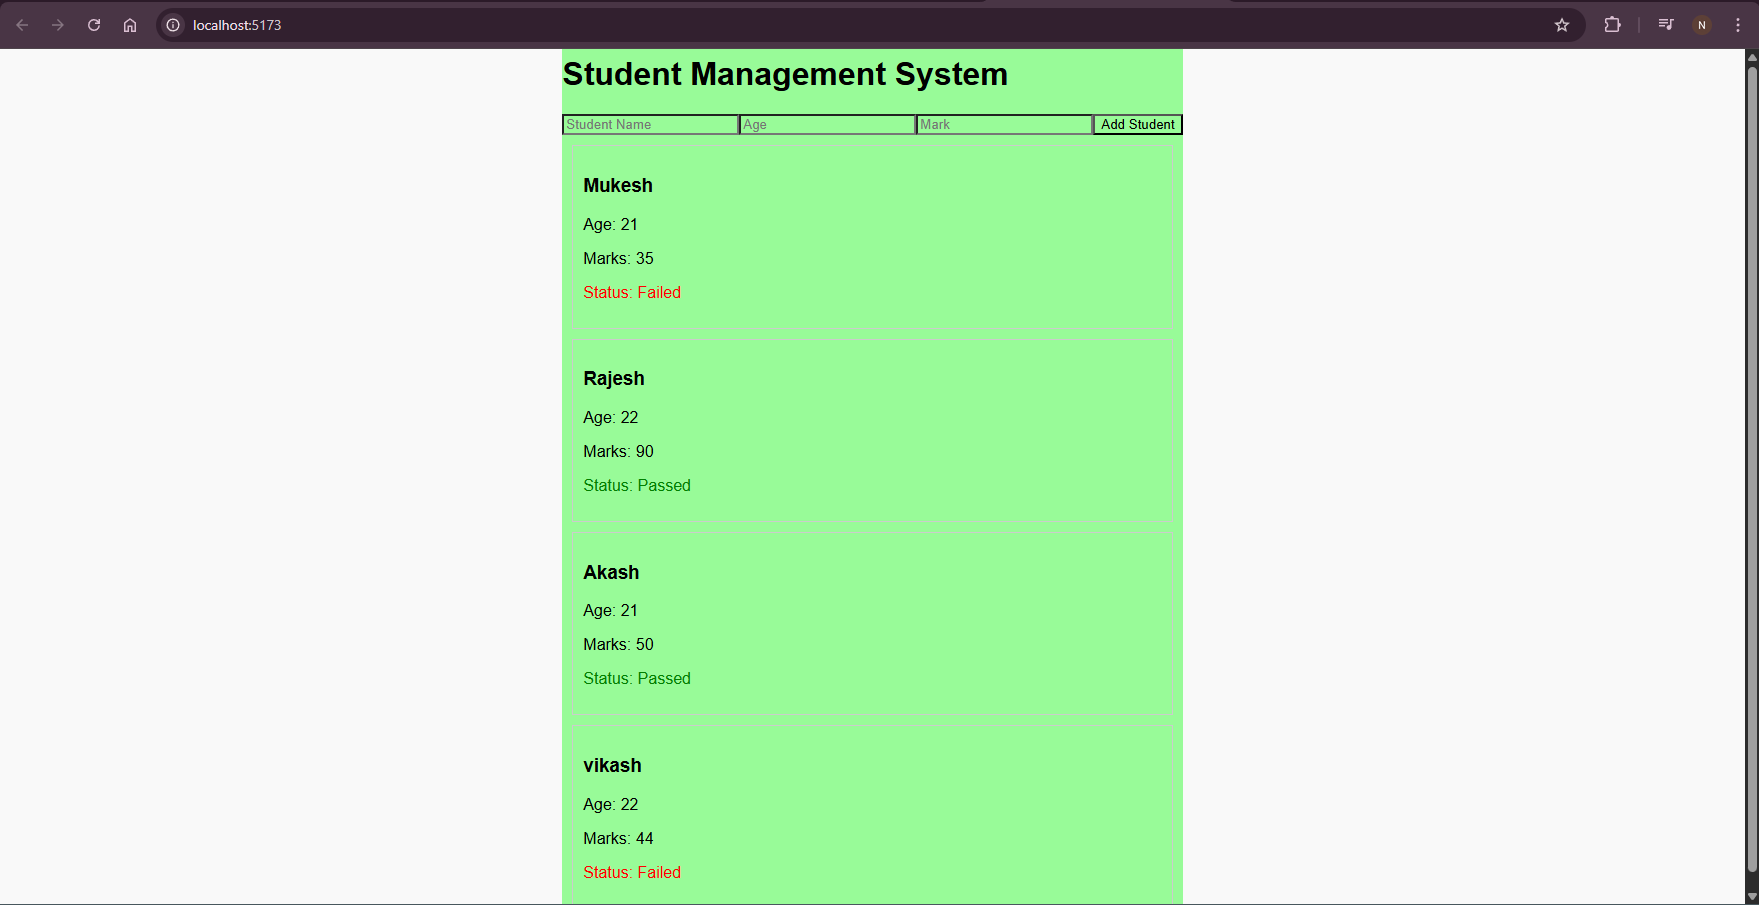 localhost:5173
N
Student Management System
Student Name Age Mark Add Student
Mukesh
Age: 21
Marks: 35
Status: Failed
Rajesh
Age: 22
Marks: 90
Status: Passed
Akash
Age: 21
Marks: 50
Status: Passed
vikash
Age: 22
Marks: 44
Status: Failed